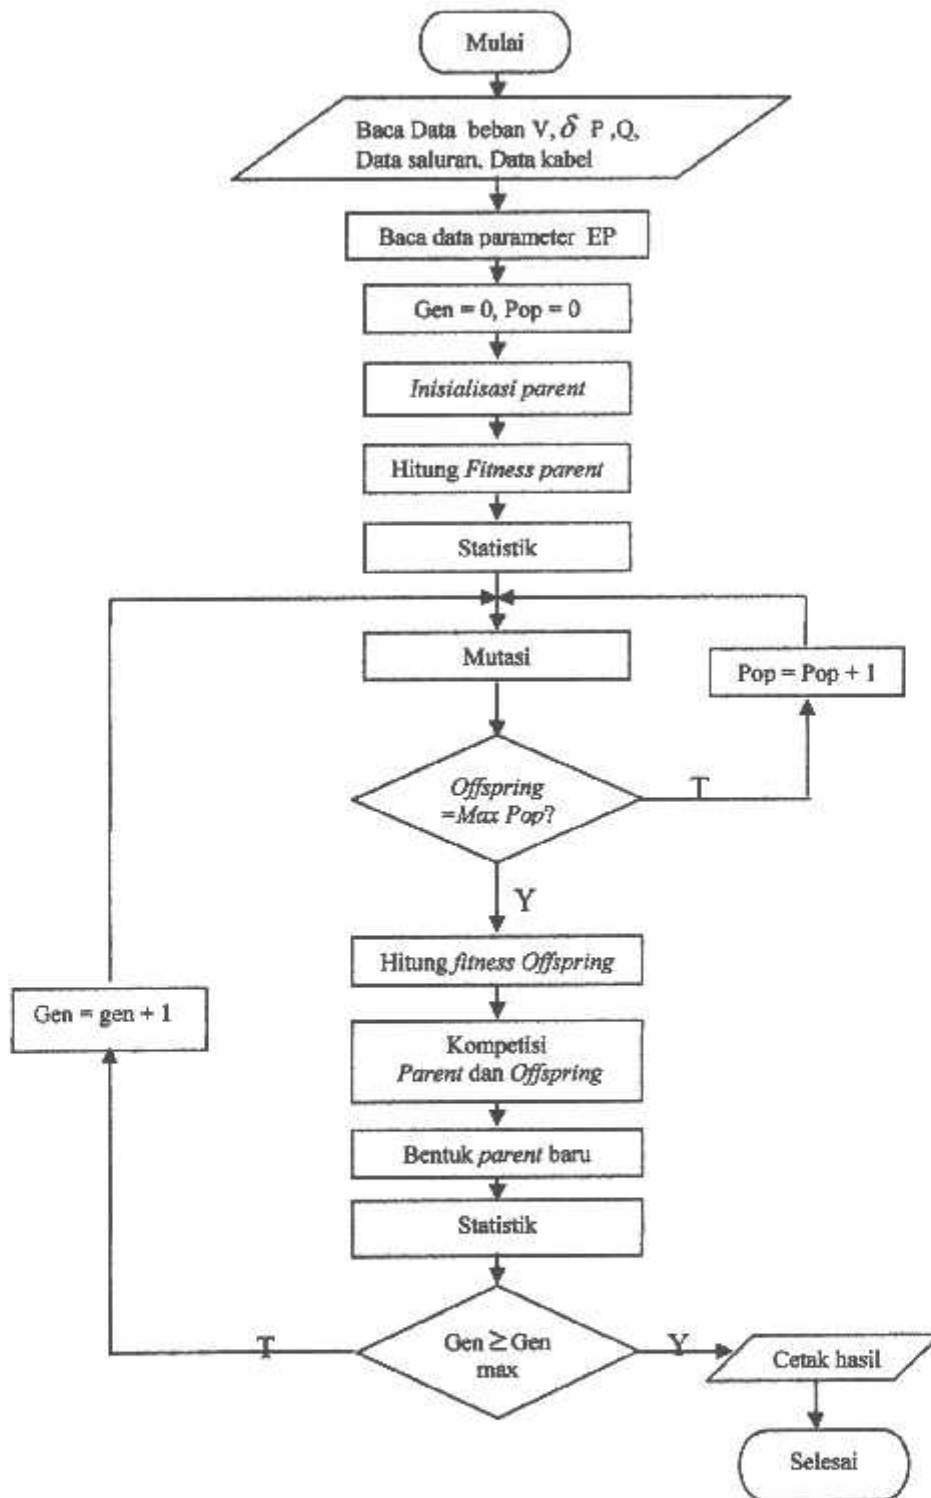 Mulai
Baca Data beban V, δ P ,Q,
Data saluran, Data kabel
Baca data parameter EP
Gen = 0, Pop = 0
Inisialisasi parent
Hitung Fitness parent
Statistik
Mutasi
Pop = Pop + 1
Offspring
=Max Pop?
T
Y
Hitung fitness Offspring
Gen = gen + 1
Kompetisi
Parent dan Offspring
Bentuk parent baru
Statistik
Gen ≥ Gen
max
T
Y
Cetak hasil
Selesai